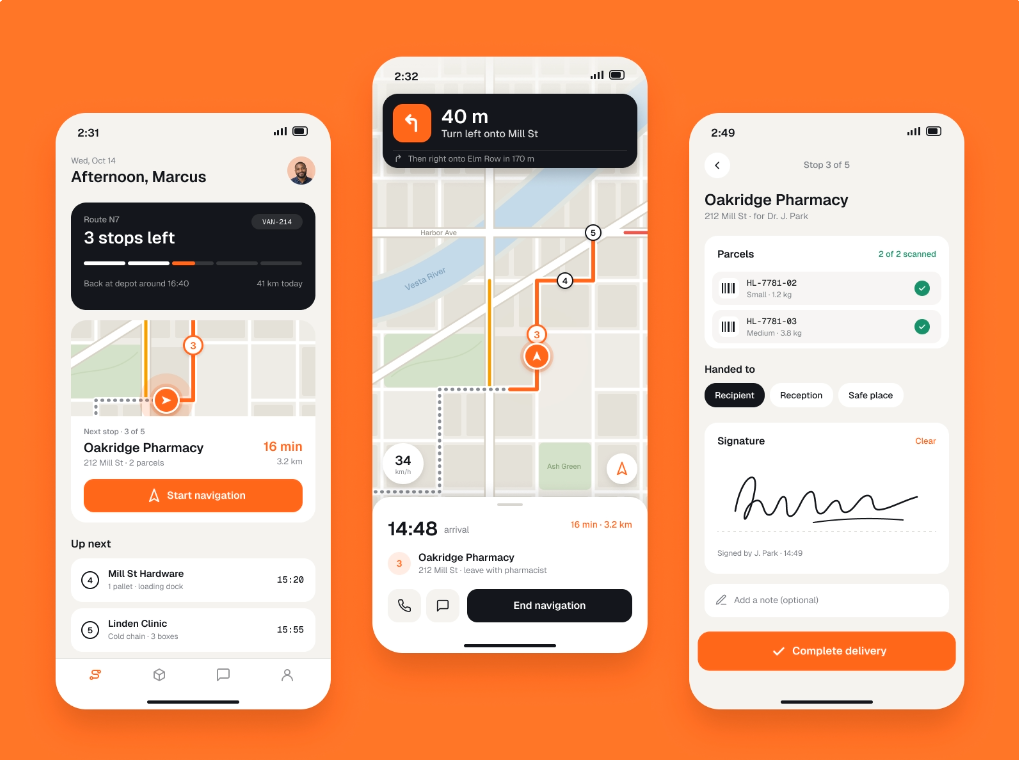 2:31
Wed, Oct 14
Afternoon, Marcus
Route N7
VAN-214
3 stops left
Back at depot around 16:40
41 km today
3
Next stop · 3 of 5
Oakridge Pharmacy
16 min
212 Mill St · 2 parcels
3.2 km
Start navigation
Up next
4
Mill St Hardware
1 pallet · loading dock
15:20
5
Linden Clinic
Cold chain · 3 boxes
15:55
2:32
40 m
Turn left onto Mill St
Then right onto Elm Row in 170 m
Harbor Ave
5
Vesta River
4
3
34
km/h
Ash Green
14:48 arrival
16 min · 3.2 km
3
Oakridge Pharmacy
212 Mill St · leave with pharmacist
End navigation
2:49
Stop 3 of 5
Oakridge Pharmacy
212 Mill St · for Dr. J. Park
Parcels
2 of 2 scanned
HL-7781-02
Small · 1.2 kg
HL-7781-03
Medium · 3.8 kg
Handed to
Recipient
Reception
Safe place
Signature
Clear
Signed by J. Park · 14:49
Add a note (optional)
Complete delivery